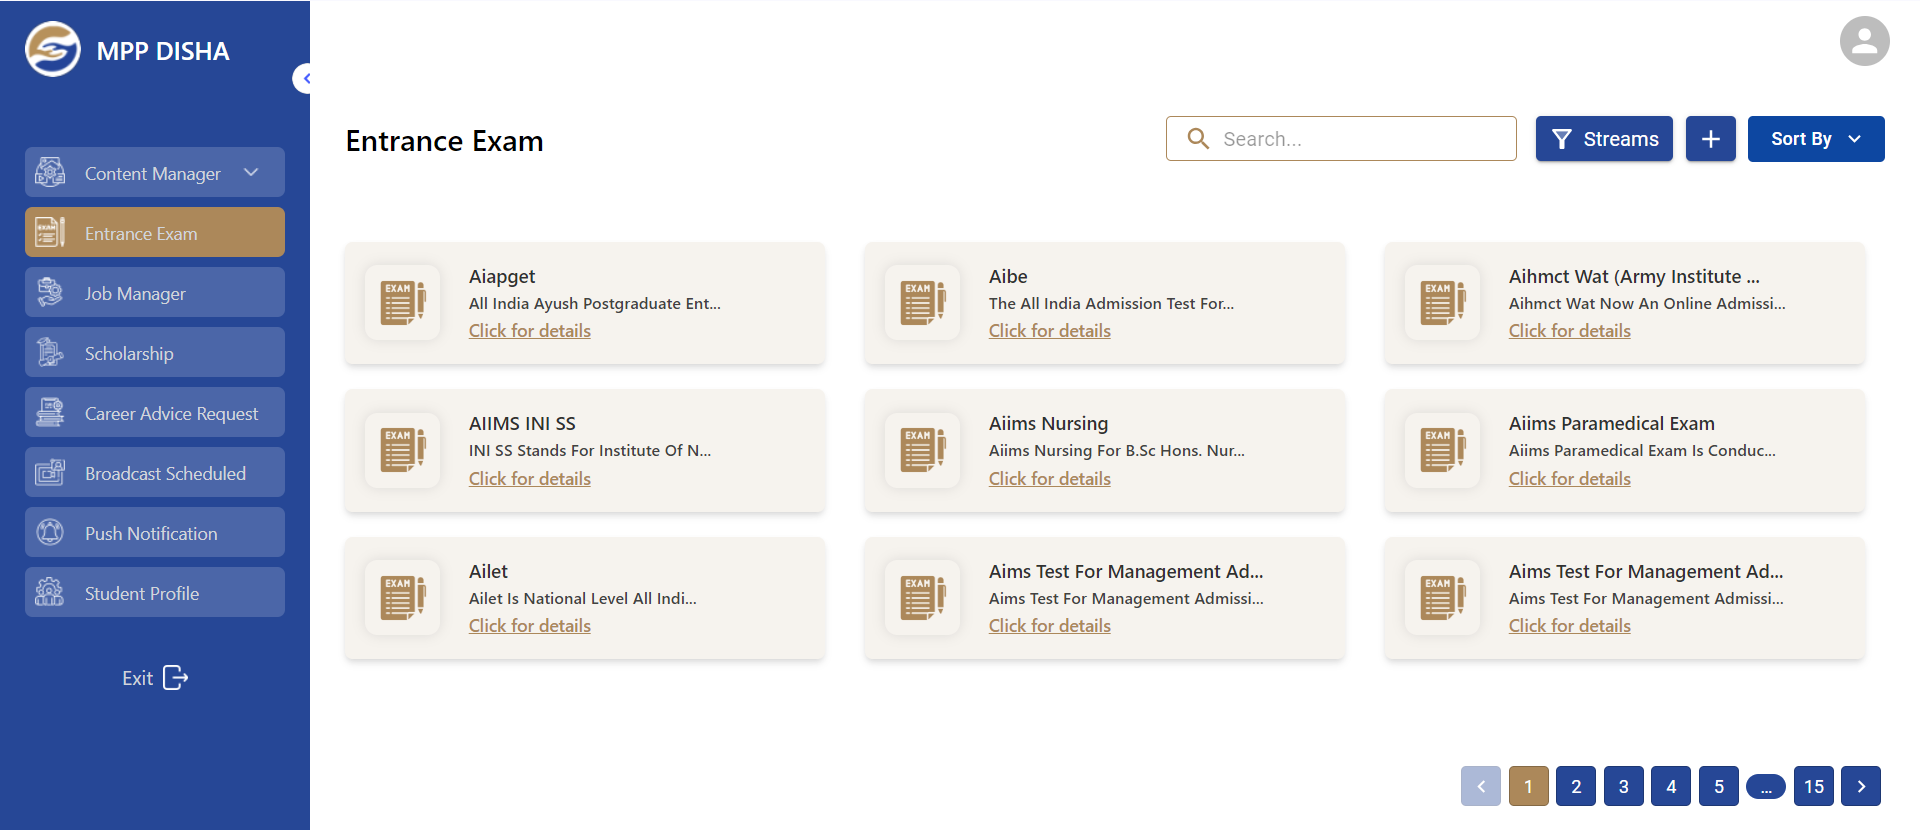 MPP DISHA
Content Manager
Entrance Exam
Job Manager
Scholarship
Career Advice Request
Broadcast Scheduled
Push Notification
Student Profile
Exit
Entrance Exam
Search...
Streams
Sort By
EXAM
Aiapget
All India Ayush Postgraduate Ent...
Click for details
EXAM
Aibe
The All India Admission Test For...
Click for details
EXAM
Aihmct Wat (Army Institute ...
Aihmct Wat Now An Online Admissi...
Click for details
EXAM
AIIMS INI SS
INI SS Stands For Institute Of N...
Click for details
EXAM
Aiims Nursing
Aiims Nursing For B.Sc Hons. Nur...
Click for details
EXAM
Aiims Paramedical Exam
Aiims Paramedical Exam Is Conduc...
Click for details
EXAM
Ailet
Ailet Is National Level All Indi...
Click for details
EXAM
Aims Test For Management Ad...
Aims Test For Management Admissi...
Click for details
EXAM
Aims Test For Management Ad...
Aims Test For Management Admissi...
Click for details
1 2 3 4 5 ... 15